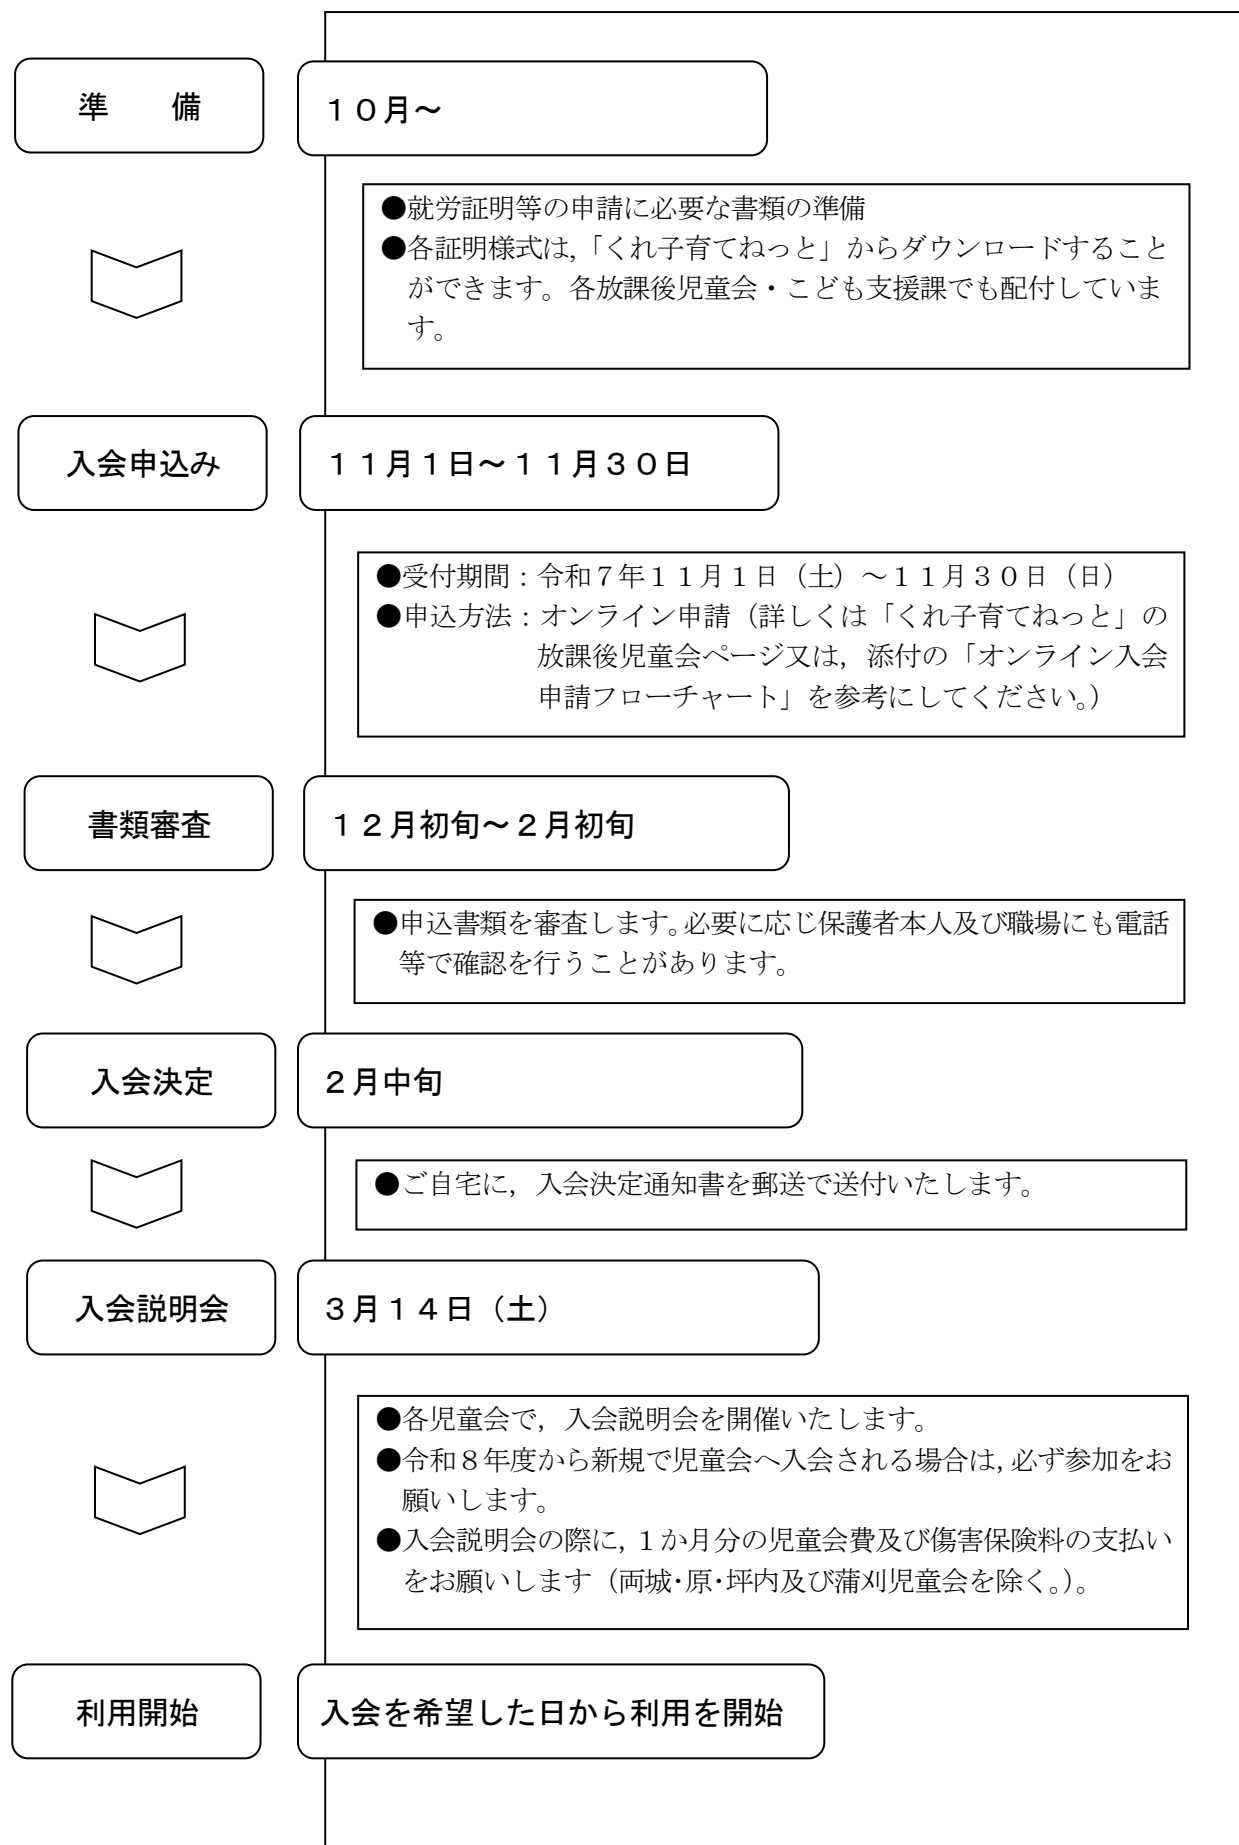 準　　備
１０月～
●就労証明等の申請に必要な書類の準備
●各証明様式は，「くれ子育てねっと」からダウンロードすること
ができます。各放課後児童会・こども支援課でも配付していま
す。
入会申込み
１１月１日～１１月３０日
●受付期間：令和７年１１月１日（土）～１１月３０日（日）
●申込方法：オンライン申請（詳しくは「くれ子育てねっと」の
放課後児童会ページ又は，添付の「オンライン入会
申請フローチャート」を参考にしてください。）
書類審査
１２月初旬～２月初旬
●申込書類を審査します。必要に応じ保護者本人及び職場にも電話
等で確認を行うことがあります。
入会決定
２月中旬
●ご自宅に，入会決定通知書を郵送で送付いたします。
入会説明会
３月１４日（土）
●各児童会で，入会説明会を開催いたします。
●令和８年度から新規で児童会へ入会される場合は，必ず参加をお
願いします。
●入会説明会の際に，１か月分の児童会費及び傷害保険料の支払い
をお願いします（両城・原・坪内及び蒲刈児童会を除く。）。
利用開始
入会を希望した日から利用を開始